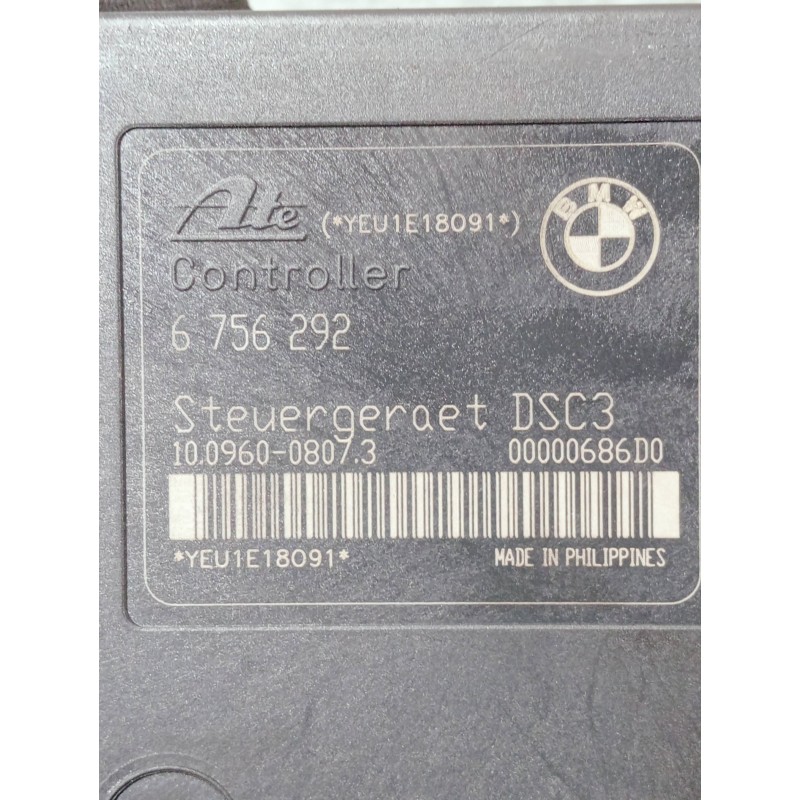 Ate (*YEU1E18091*) BMW
Controller
6 756 292
Steuergeraet DSC3
10.0960-0807.3 00000686D0
*YEU1E18091* MADE IN PHILIPPINES